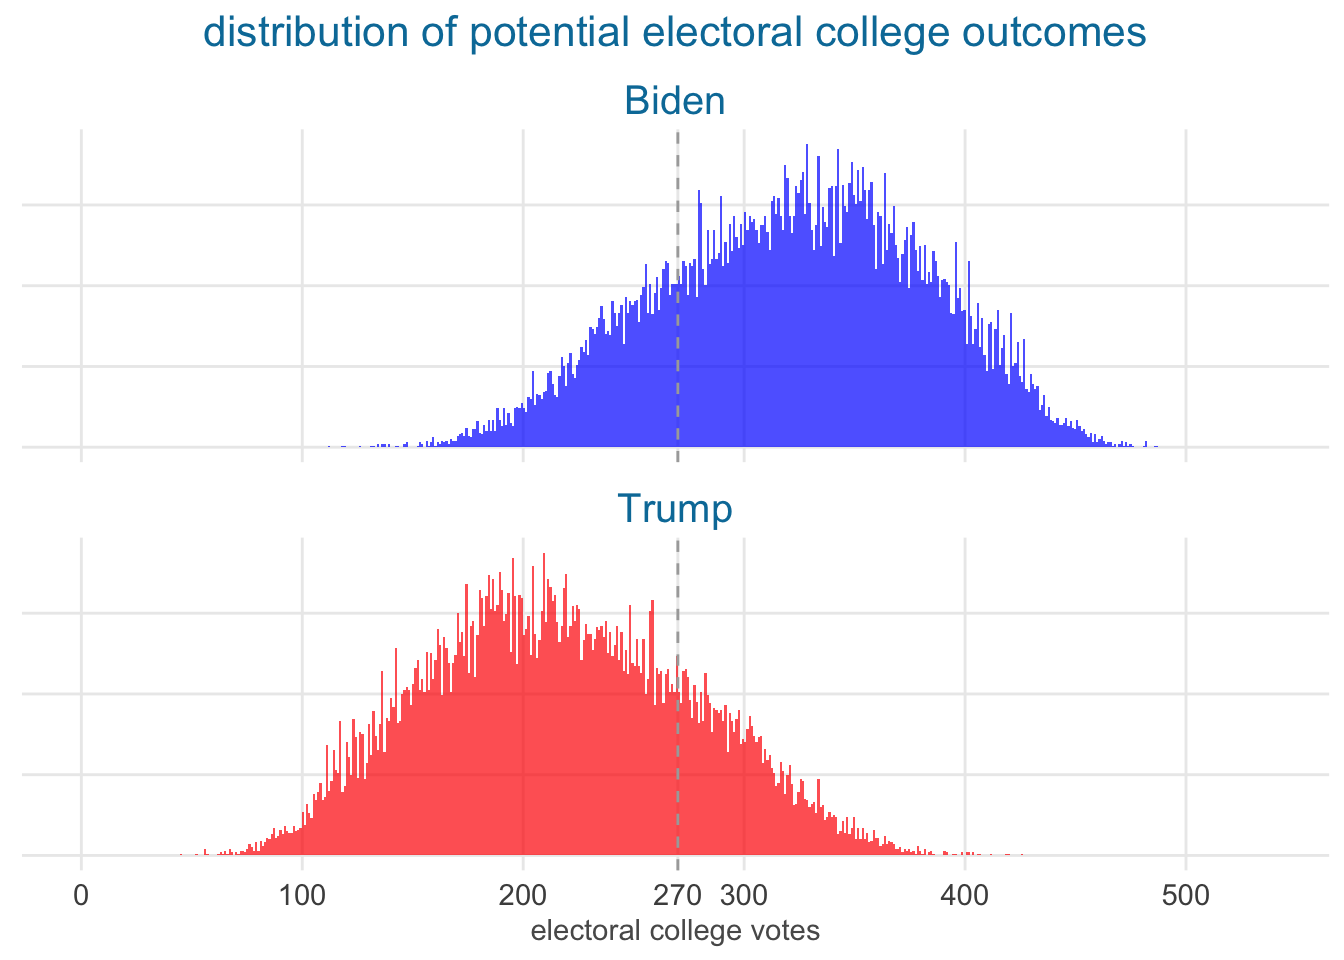 distribution of potential electoral college outcomes
Biden
Trump
0 100 200 270 300 400 500
electoral college votes